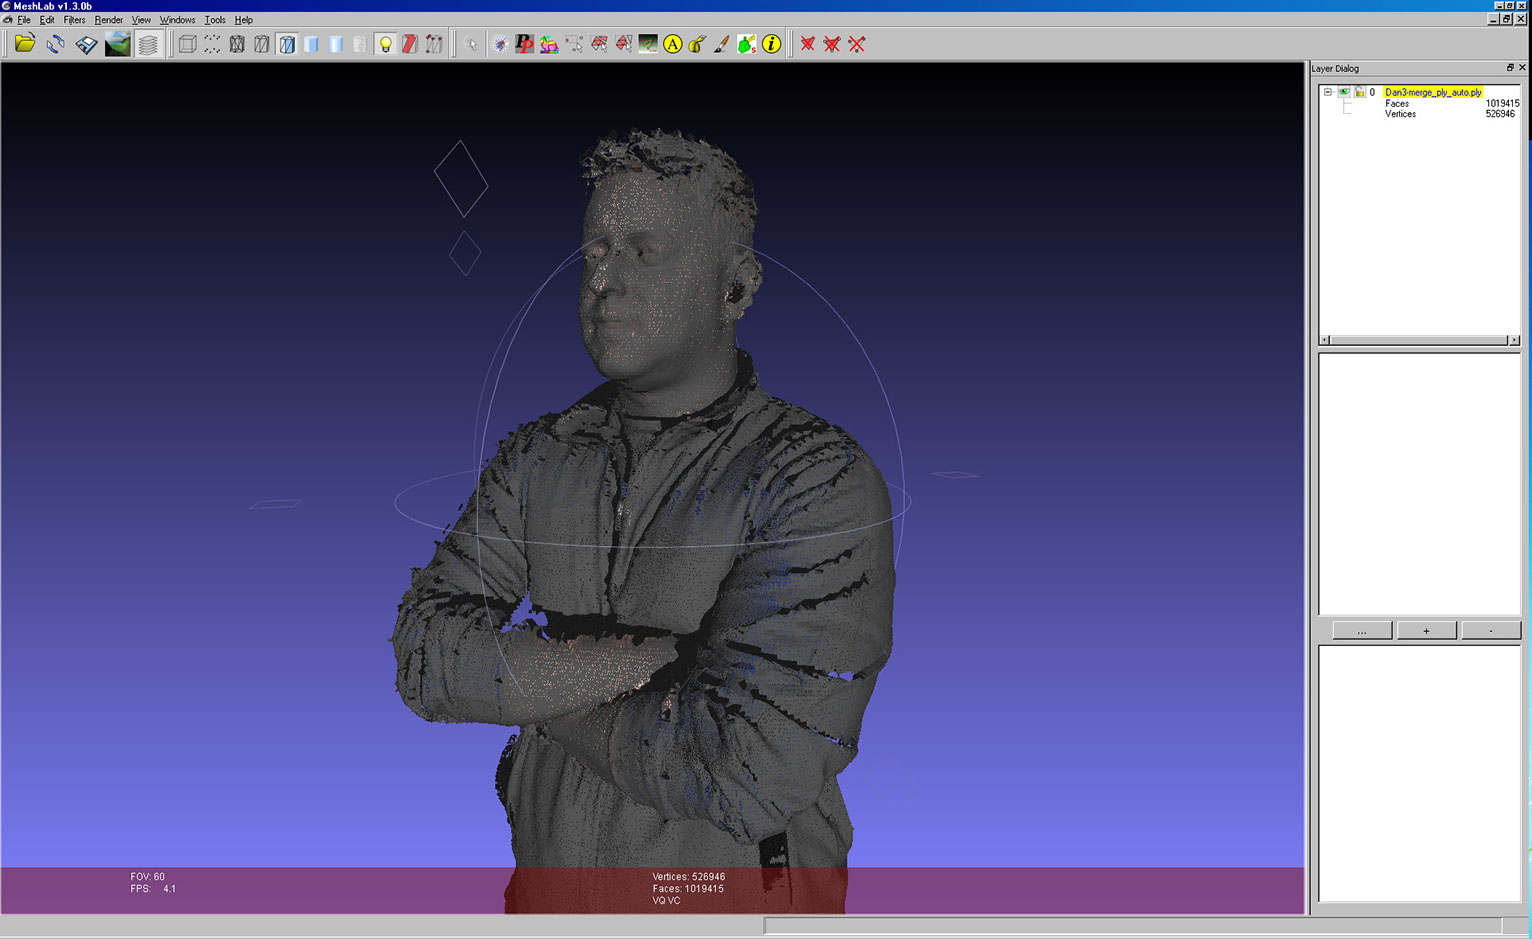 MeshLab v1.3.0b
File Edit Filters Render View Windows Tools Help
A
i
Layer Dialog
0 Dan3-merge_ply_auto.ply
Faces 1019415
Vertices 526946
... + -
FOV: 60
FPS: 4.1
Vertices: 526946
Faces: 1019415
VQ VC